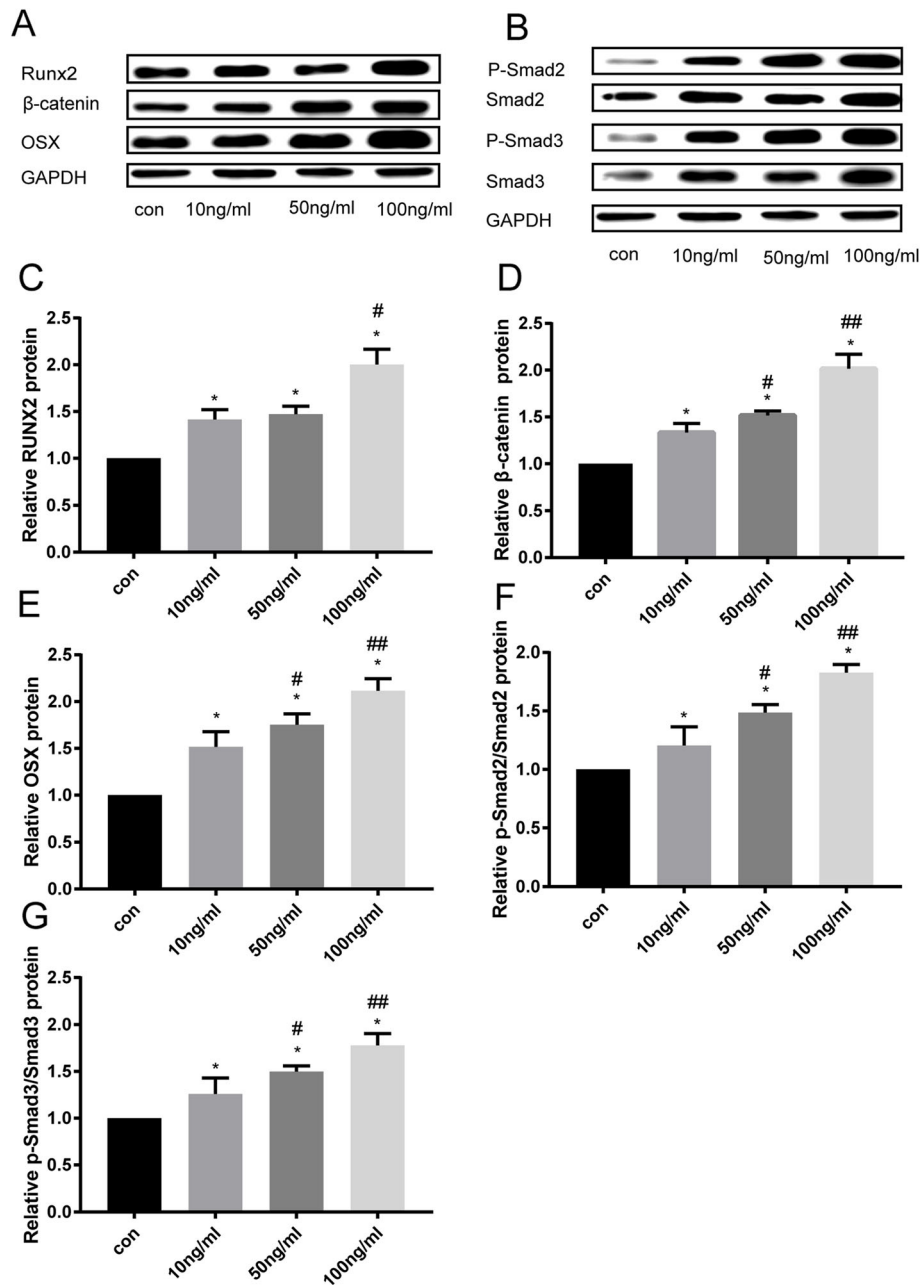 A
Runx2
β-catenin
OSX
GAPDH
con 10ng/ml 50ng/ml 100ng/ml
B
P-Smad2
Smad2
P-Smad3
Smad3
GAPDH
con 10ng/ml 50ng/ml 100ng/ml
C
Relative RUNX2 protein
2.5
2.0
1.5
1.0
0.5
0.0
*
*
#
*
con 10ng/ml 50ng/ml 100ng/ml
D
Relative β-catenin protein
2.5
2.0
1.5
1.0
0.5
0.0
*
#
*
##
*
con 10ng/ml 50ng/ml 100ng/ml
E
Relative OSX protein
2.5
2.0
1.5
1.0
0.5
0.0
*
#
*
##
*
con 10ng/ml 50ng/ml 100ng/ml
F
Relative p-Smad2/Smad2 protein
2.0
1.5
1.0
0.5
0.0
*
#
*
##
*
con 10ng/ml 50ng/ml 100ng/ml
G
Relative p-Smad3/Smad3 protein
2.5
2.0
1.5
1.0
0.5
0.0
*
#
*
##
*
con 10ng/ml 50ng/ml 100ng/ml